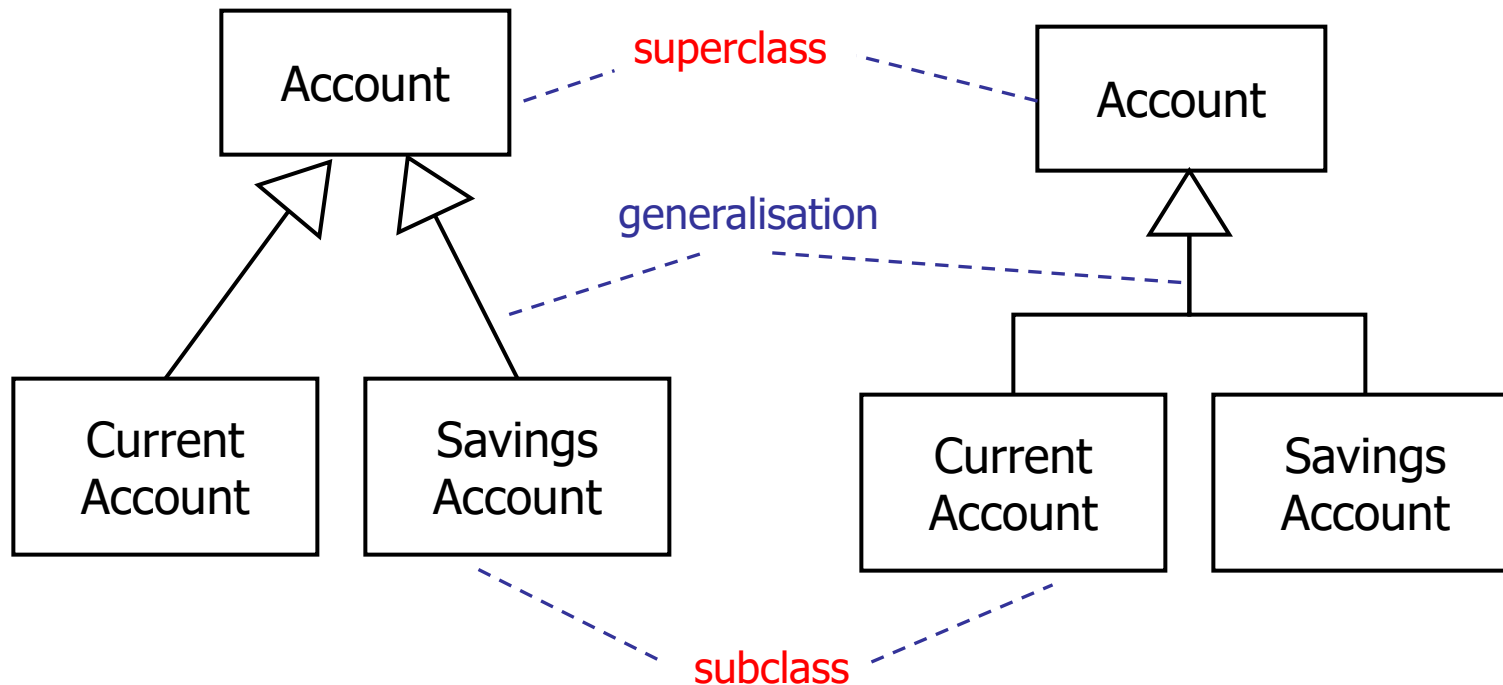 Account
superclass
Account
generalisation
Current
Account
Savings
Account
Current
Account
Savings
Account
subclass